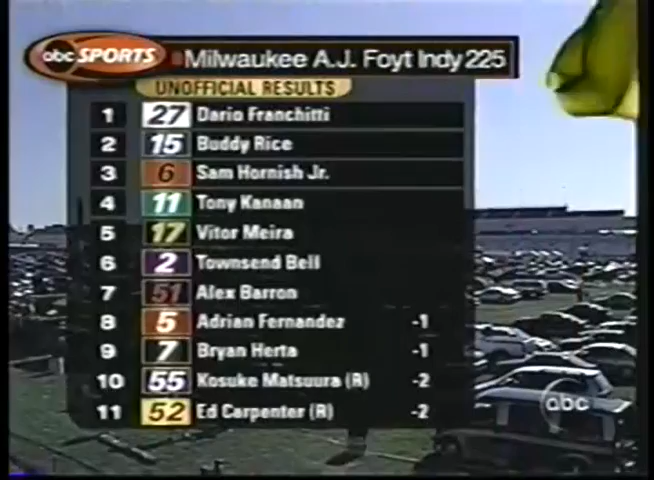 abc SPORTS
Milwaukee A.J. Foyt Indy 225
UNOFFICIAL RESULTS
1 27 Dario Franchitti
2 15 Buddy Rice
3 6 Sam Hornish Jr.
4 11 Tony Kanaan
5 17 Vitor Meira
6 2 Townsend Bell
7 51 Alex Barron
8 5 Adrian Fernandez -1
9 7 Bryan Herta -1
10 55 Kosuke Matsuura (R) -2
11 52 Ed Carpenter (R) -2
abc